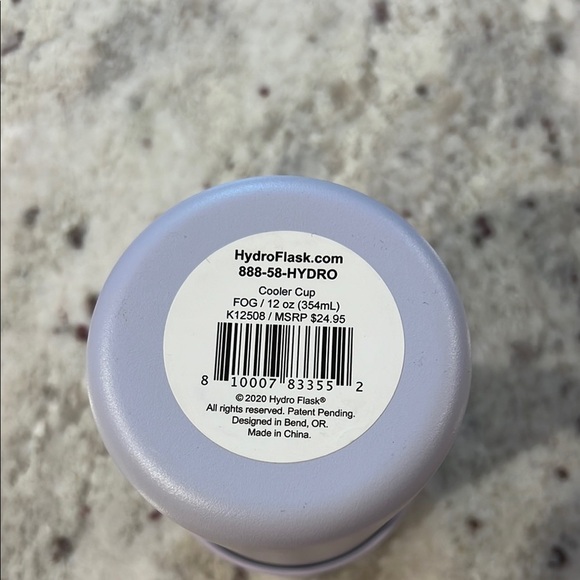 HydroFlask.com
888-58-HYDRO
Cooler Cup
FOG / 12 oz (354mL)
K12508 / MSRP $24.95
8 10007 83355 2
© 2020 Hydro Flask®
All rights reserved. Patent Pending.
Designed in Bend, OR.
Made in China.